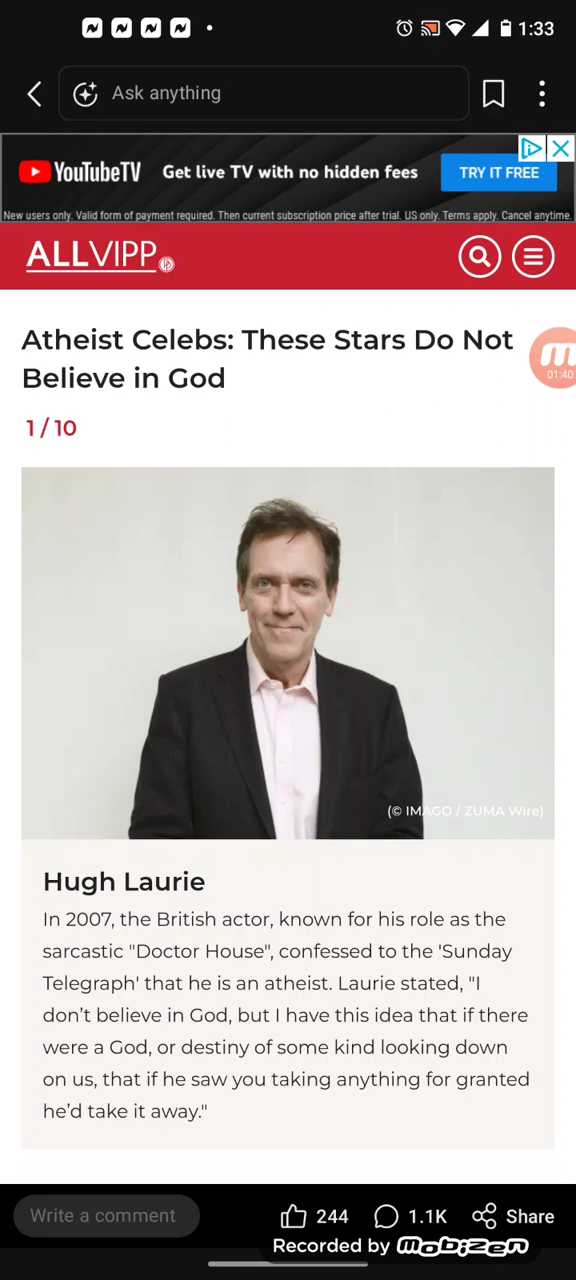 1:33
Ask anything
YouTubeTV Get live TV with no hidden fees TRY IT FREE
New users only. Valid form of payment required. Then current subscription price after trial. US only. Terms apply. Cancel anytime.
ALLVIPP
Atheist Celebs: These Stars Do Not
Believe in God
01:40
1 / 10
(© IMAGO / ZUMA Wire)
Hugh Laurie
In 2007, the British actor, known for his role as the
sarcastic "Doctor House", confessed to the 'Sunday
Telegraph' that he is an atheist. Laurie stated, "I
don’t believe in God, but I have this idea that if there
were a God, or destiny of some kind looking down
on us, that if he saw you taking anything for granted
he’d take it away."
Write a comment 244 1.1K Share
Recorded by mobizen